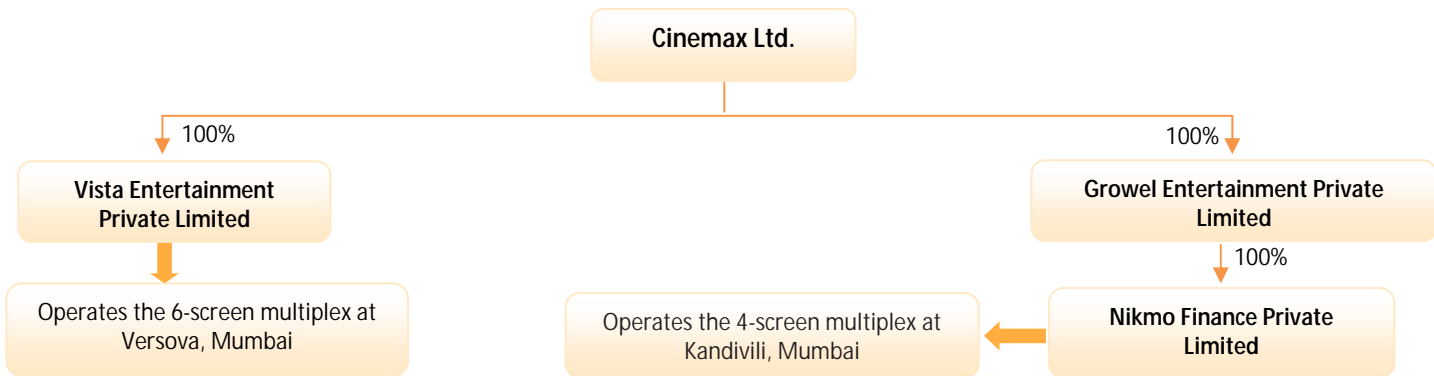 Cinemax Ltd.
100%
100%
Vista Entertainment
Private Limited
Growel Entertainment Private
Limited
100%
Operates the 6-screen multiplex at
Versova, Mumbai
Operates the 4-screen multiplex at
Kandivili, Mumbai
Nikmo Finance Private
Limited